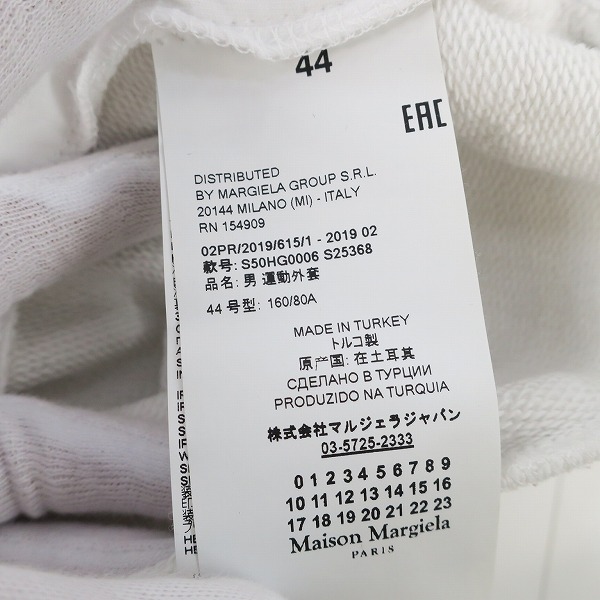 44
EAC
DISTRIBUTED
BY MARGIELA GROUP S.R.L.
20144 MILANO (MI) - ITALY
RN 154909
02PR/2019/615/1 - 2019 02
款号: S50HG0006 S25368
品名: 男 運動外套
44 号型: 160/80A
MADE IN TURKEY
トルコ製
原产国: 在土耳其
СДЕЛАНО В ТУРЦИИ
PRODUZIDO NA TURQUIA
株式会社マルジェラジャパン
03-5725-2333
0 1 2 3 4 5 6 7 8 9
10 11 12 13 14 15 16
17 18 19 20 21 22 23
Maison Margiela
PARIS